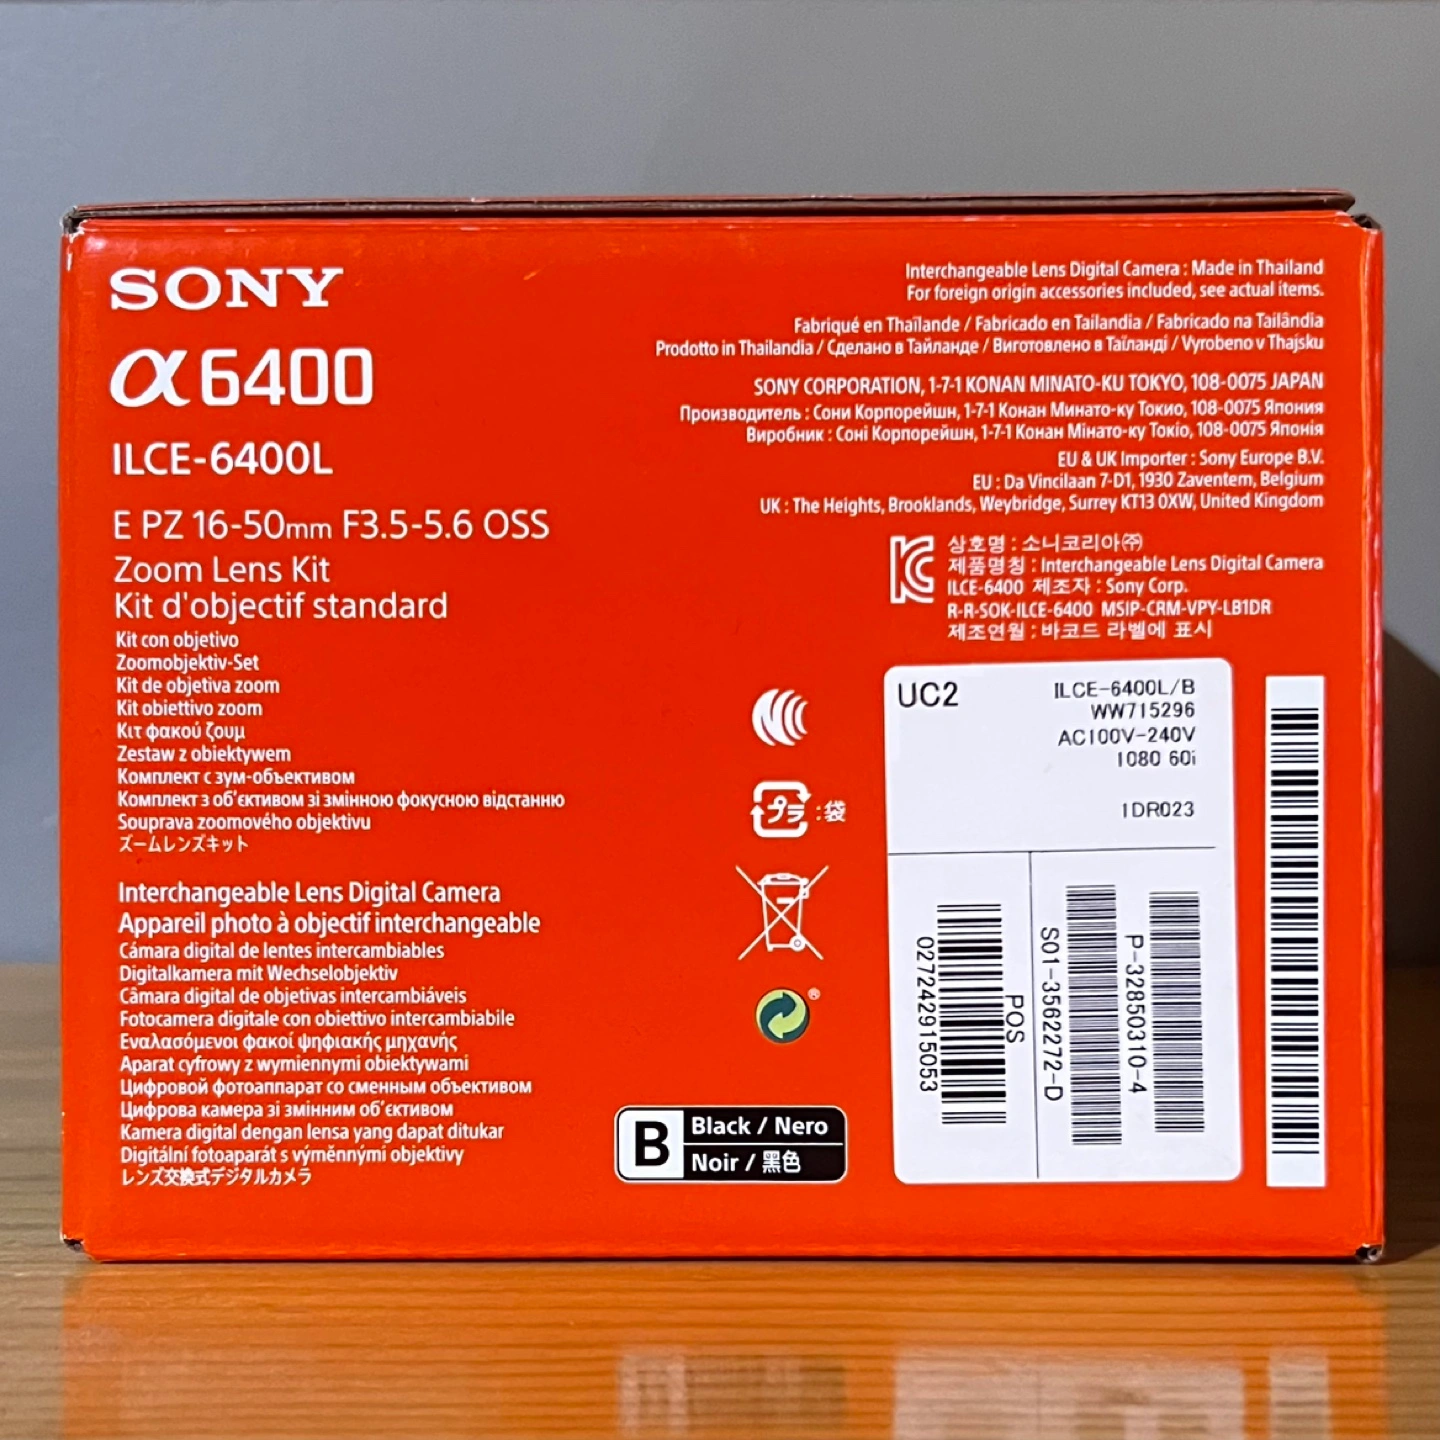 SONY
α6400
ILCE-6400L
E PZ 16-50mm F3.5-5.6 OSS
Zoom Lens Kit
Kit d'objectif standard
Kit con objetivo
Zoomobjektiv-Set
Kit de objetiva zoom
Kit obiettivo zoom
Κιτ φακού ζουμ
Zestaw z obiektywem
Комплект с зум-объективом
Комплект з об'єктивом зі змінною фокусною відстанню
Souprava zoomového objektivu
ズームレンズキット
Interchangeable Lens Digital Camera
Appareil photo à objectif interchangeable
Cámara digital de lentes intercambiables
Digitalkamera mit Wechselobjektiv
Câmara digital de objetivas intercambiáveis
Fotocamera digitale con obiettivo intercambiabile
Εναλασόμενοι φακοί ψηφιακής μηχανής
Aparat cyfrowy z wymiennymi obiektywami
Цифровой фотоаппарат со сменным объективом
Цифрова камера зі змінним об'єктивом
Kamera digital dengan lensa yang dapat ditukar
Digitální fotoaparát s výměnnými objektivy
レンズ交換式デジタルカメラ
Interchangeable Lens Digital Camera : Made in Thailand
For foreign origin accessories included, see actual items.
Fabriqué en Thaïlande / Fabricado en Tailandia / Fabricado na Tailândia
Prodotto in Thailandia / Сделано в Тайланде / Виготовлено в Таїланді / Vyrobeno v Thajsku
SONY CORPORATION, 1-7-1 KONAN MINATO-KU TOKYO, 108-0075 JAPAN
Производитель : Сони Корпорейшн, 1-7-1 Конан Минато-ку Токио, 108-0075 Япония
Виробник : Соні Корпорейшн, 1-7-1 Конан Мінато-ку Токіо, 108-0075 Японія
EU & UK Importer : Sony Europe B.V.
EU : Da Vincilaan 7-D1, 1930 Zaventem, Belgium
UK : The Heights, Brooklands, Weybridge, Surrey KT13 0XW, United Kingdom
상호명 : 소니코리아㈜
제품명칭 : Interchangeable Lens Digital Camera
ILCE-6400 제조자 : Sony Corp.
R-R-SOK-ILCE-6400 MSIP-CRM-VPY-LB1DR
제조연월 : 바코드 라벨에 표시
プラ : 袋
®
B
Black / Nero
Noir / 黑色
UC2
ILCE-6400L/B
WW715296
AC100V-240V
1080 60i
IDR023
POS
027242915053
S01-3562272-D
P-32850310-4